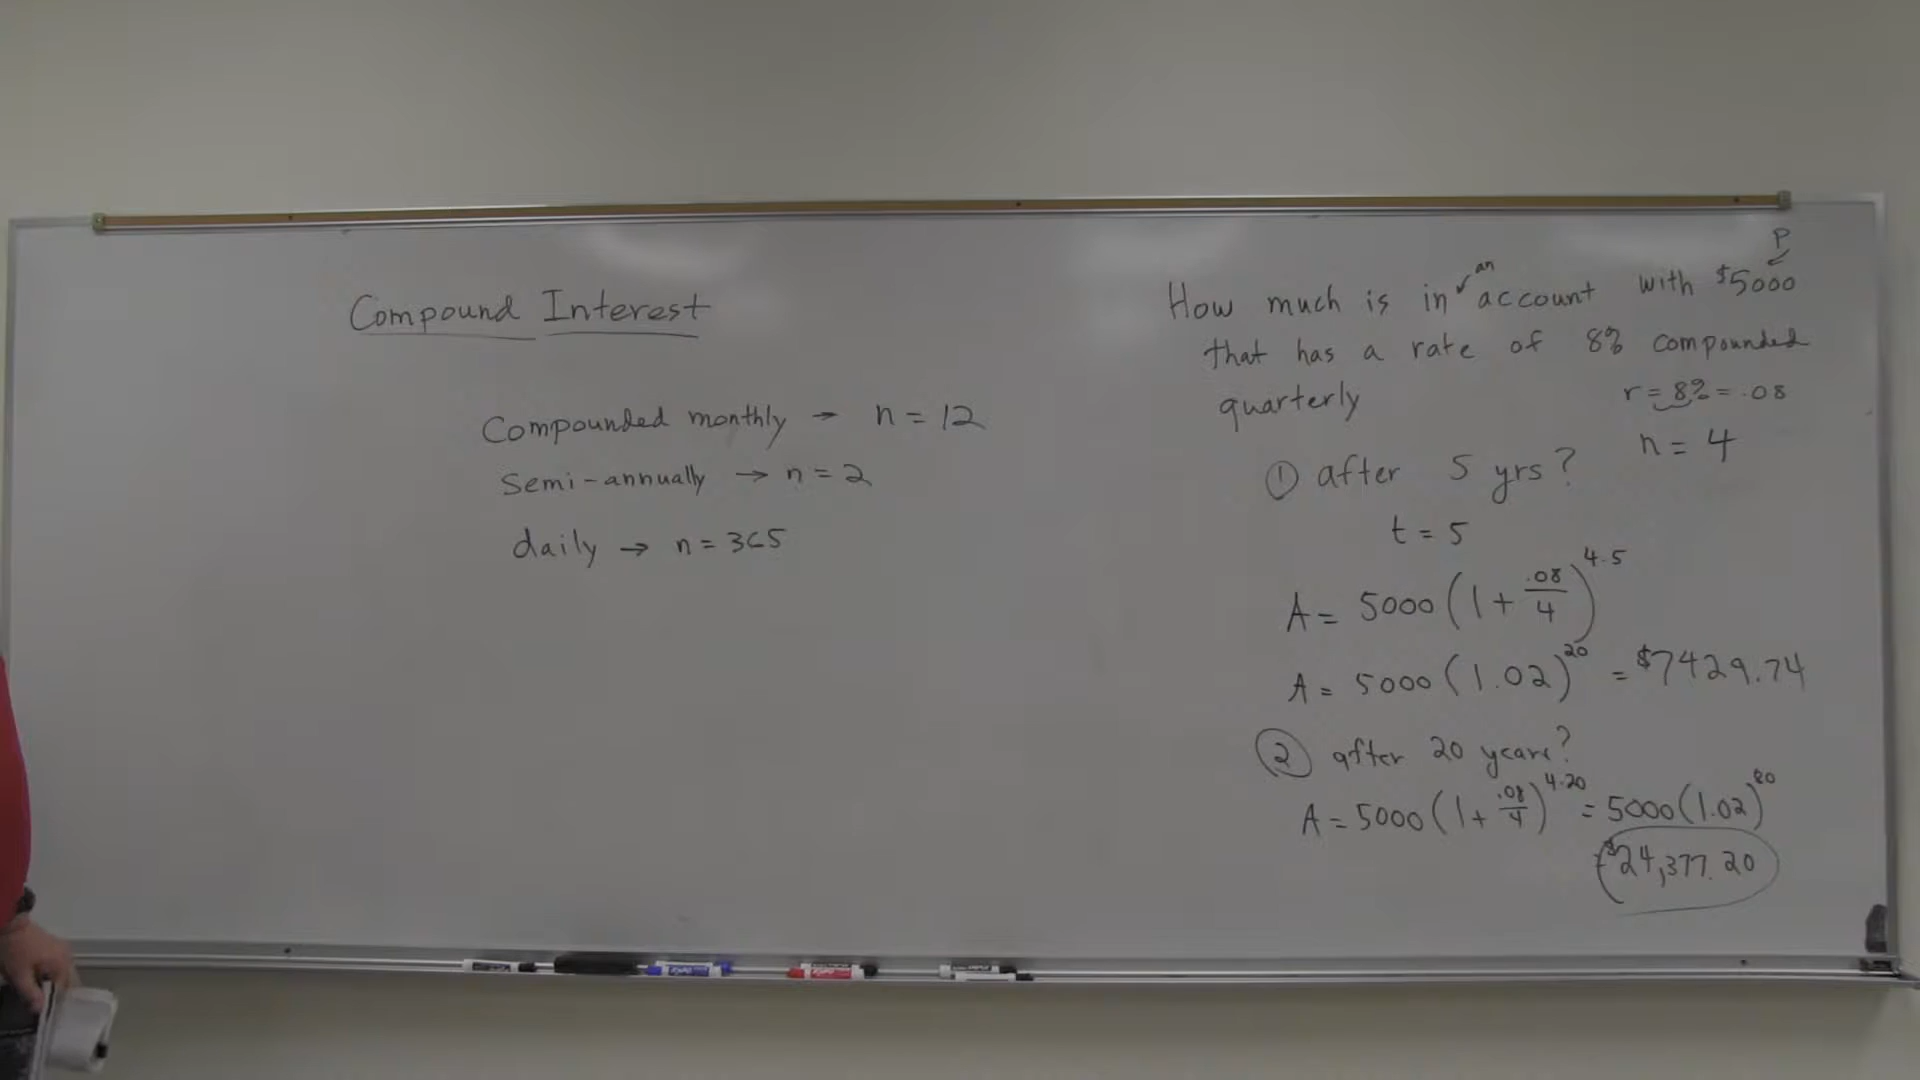 Compound Interest
Compounded monthly → n = 12
Semi-annually → n = 2
daily → n = 365
P
How much is in an account with $5000
that has a rate of 8% compounded
quarterly
r = 8% = .08
n = 4
① after 5 yrs?
t = 5
A = 5000 (1 + .08/4)^4·5
A = 5000 (1.02)^20 = $7429.74
② after 20 years?
A = 5000 (1 + .08/4)^4·20 = 5000 (1.02)^80
= $24,377.20